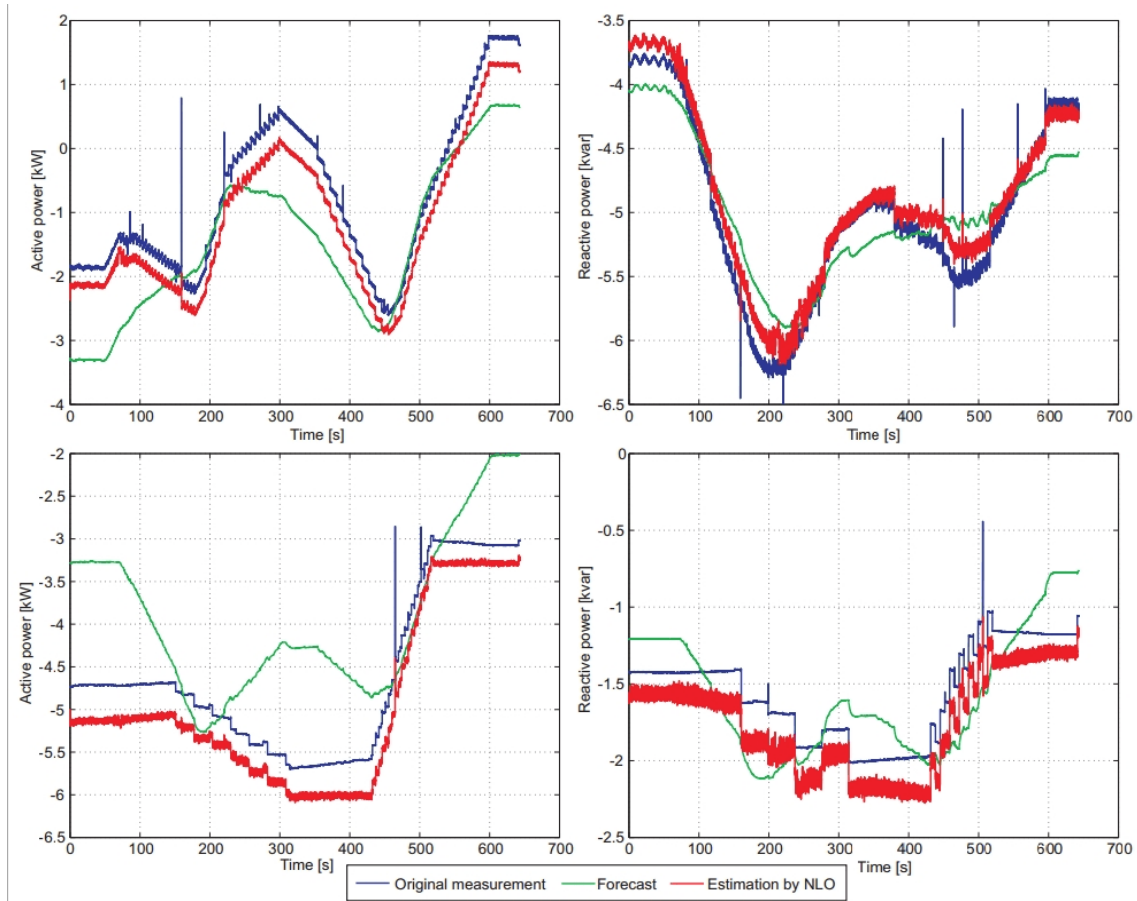 2
1
0
-1
-2
-3
-4
Active power [kW]
0 100 200 300 400 500 600 700
Time [s]
-3.5
-4
-4.5
-5
-5.5
-6
-6.5
Reactive power [kvar]
0 100 200 300 400 500 600 700
Time [s]
-2
-2.5
-3
-3.5
-4
-4.5
-5
-5.5
-6
-6.5
Active power [kW]
0 100 200 300 400 500 600 700
Time [s]
0
-0.5
-1
-1.5
-2
-2.5
Reactive power [kvar]
0 100 200 300 400 500 600 700
Time [s]
Original measurement Forecast Estimation by NLO